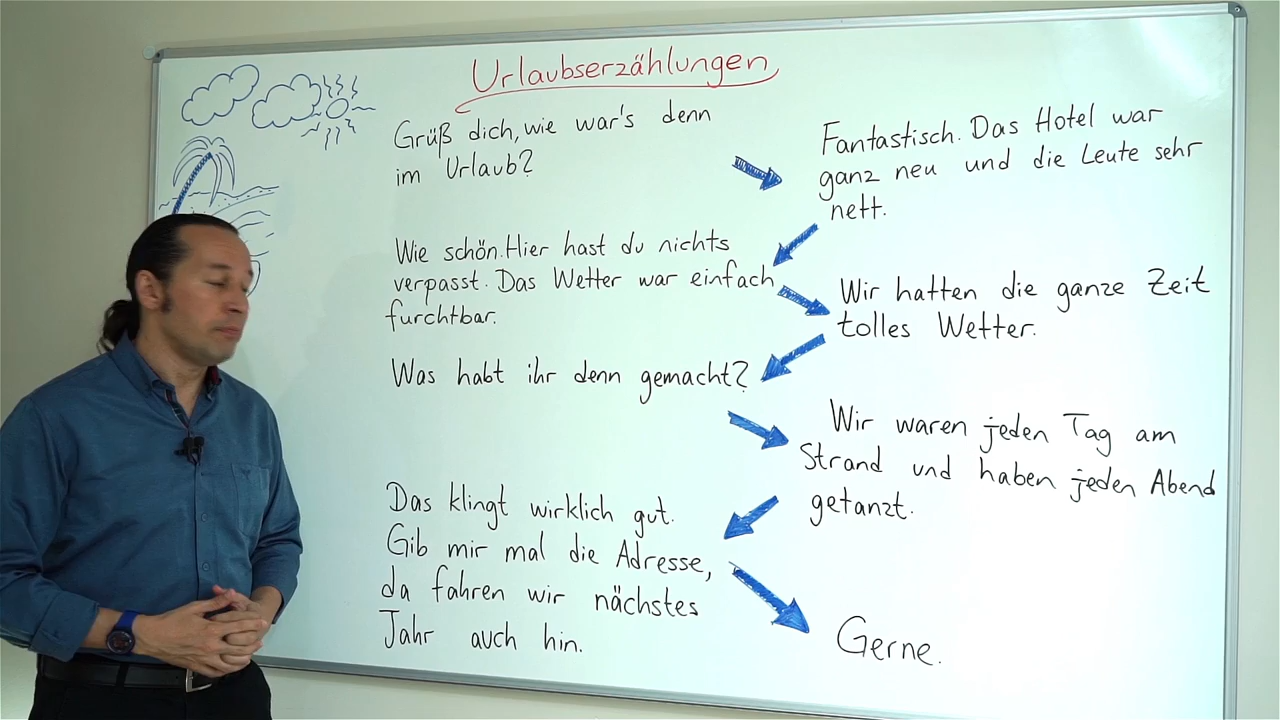 Urlaubserzählungen
Grüß dich, wie war's denn
im Urlaub?
Fantastisch. Das Hotel war
ganz neu und die Leute sehr
nett.
Wie schön. Hier hast du nichts
verpasst. Das Wetter war einfach
furchtbar.
Wir hatten die ganze Zeit
tolles Wetter.
Was habt ihr denn gemacht?
Wir waren jeden Tag am
Strand und haben jeden Abend
getanzt.
Das klingt wirklich gut.
Gib mir mal die Adresse,
da fahren wir nächstes
Jahr auch hin.
Gerne.